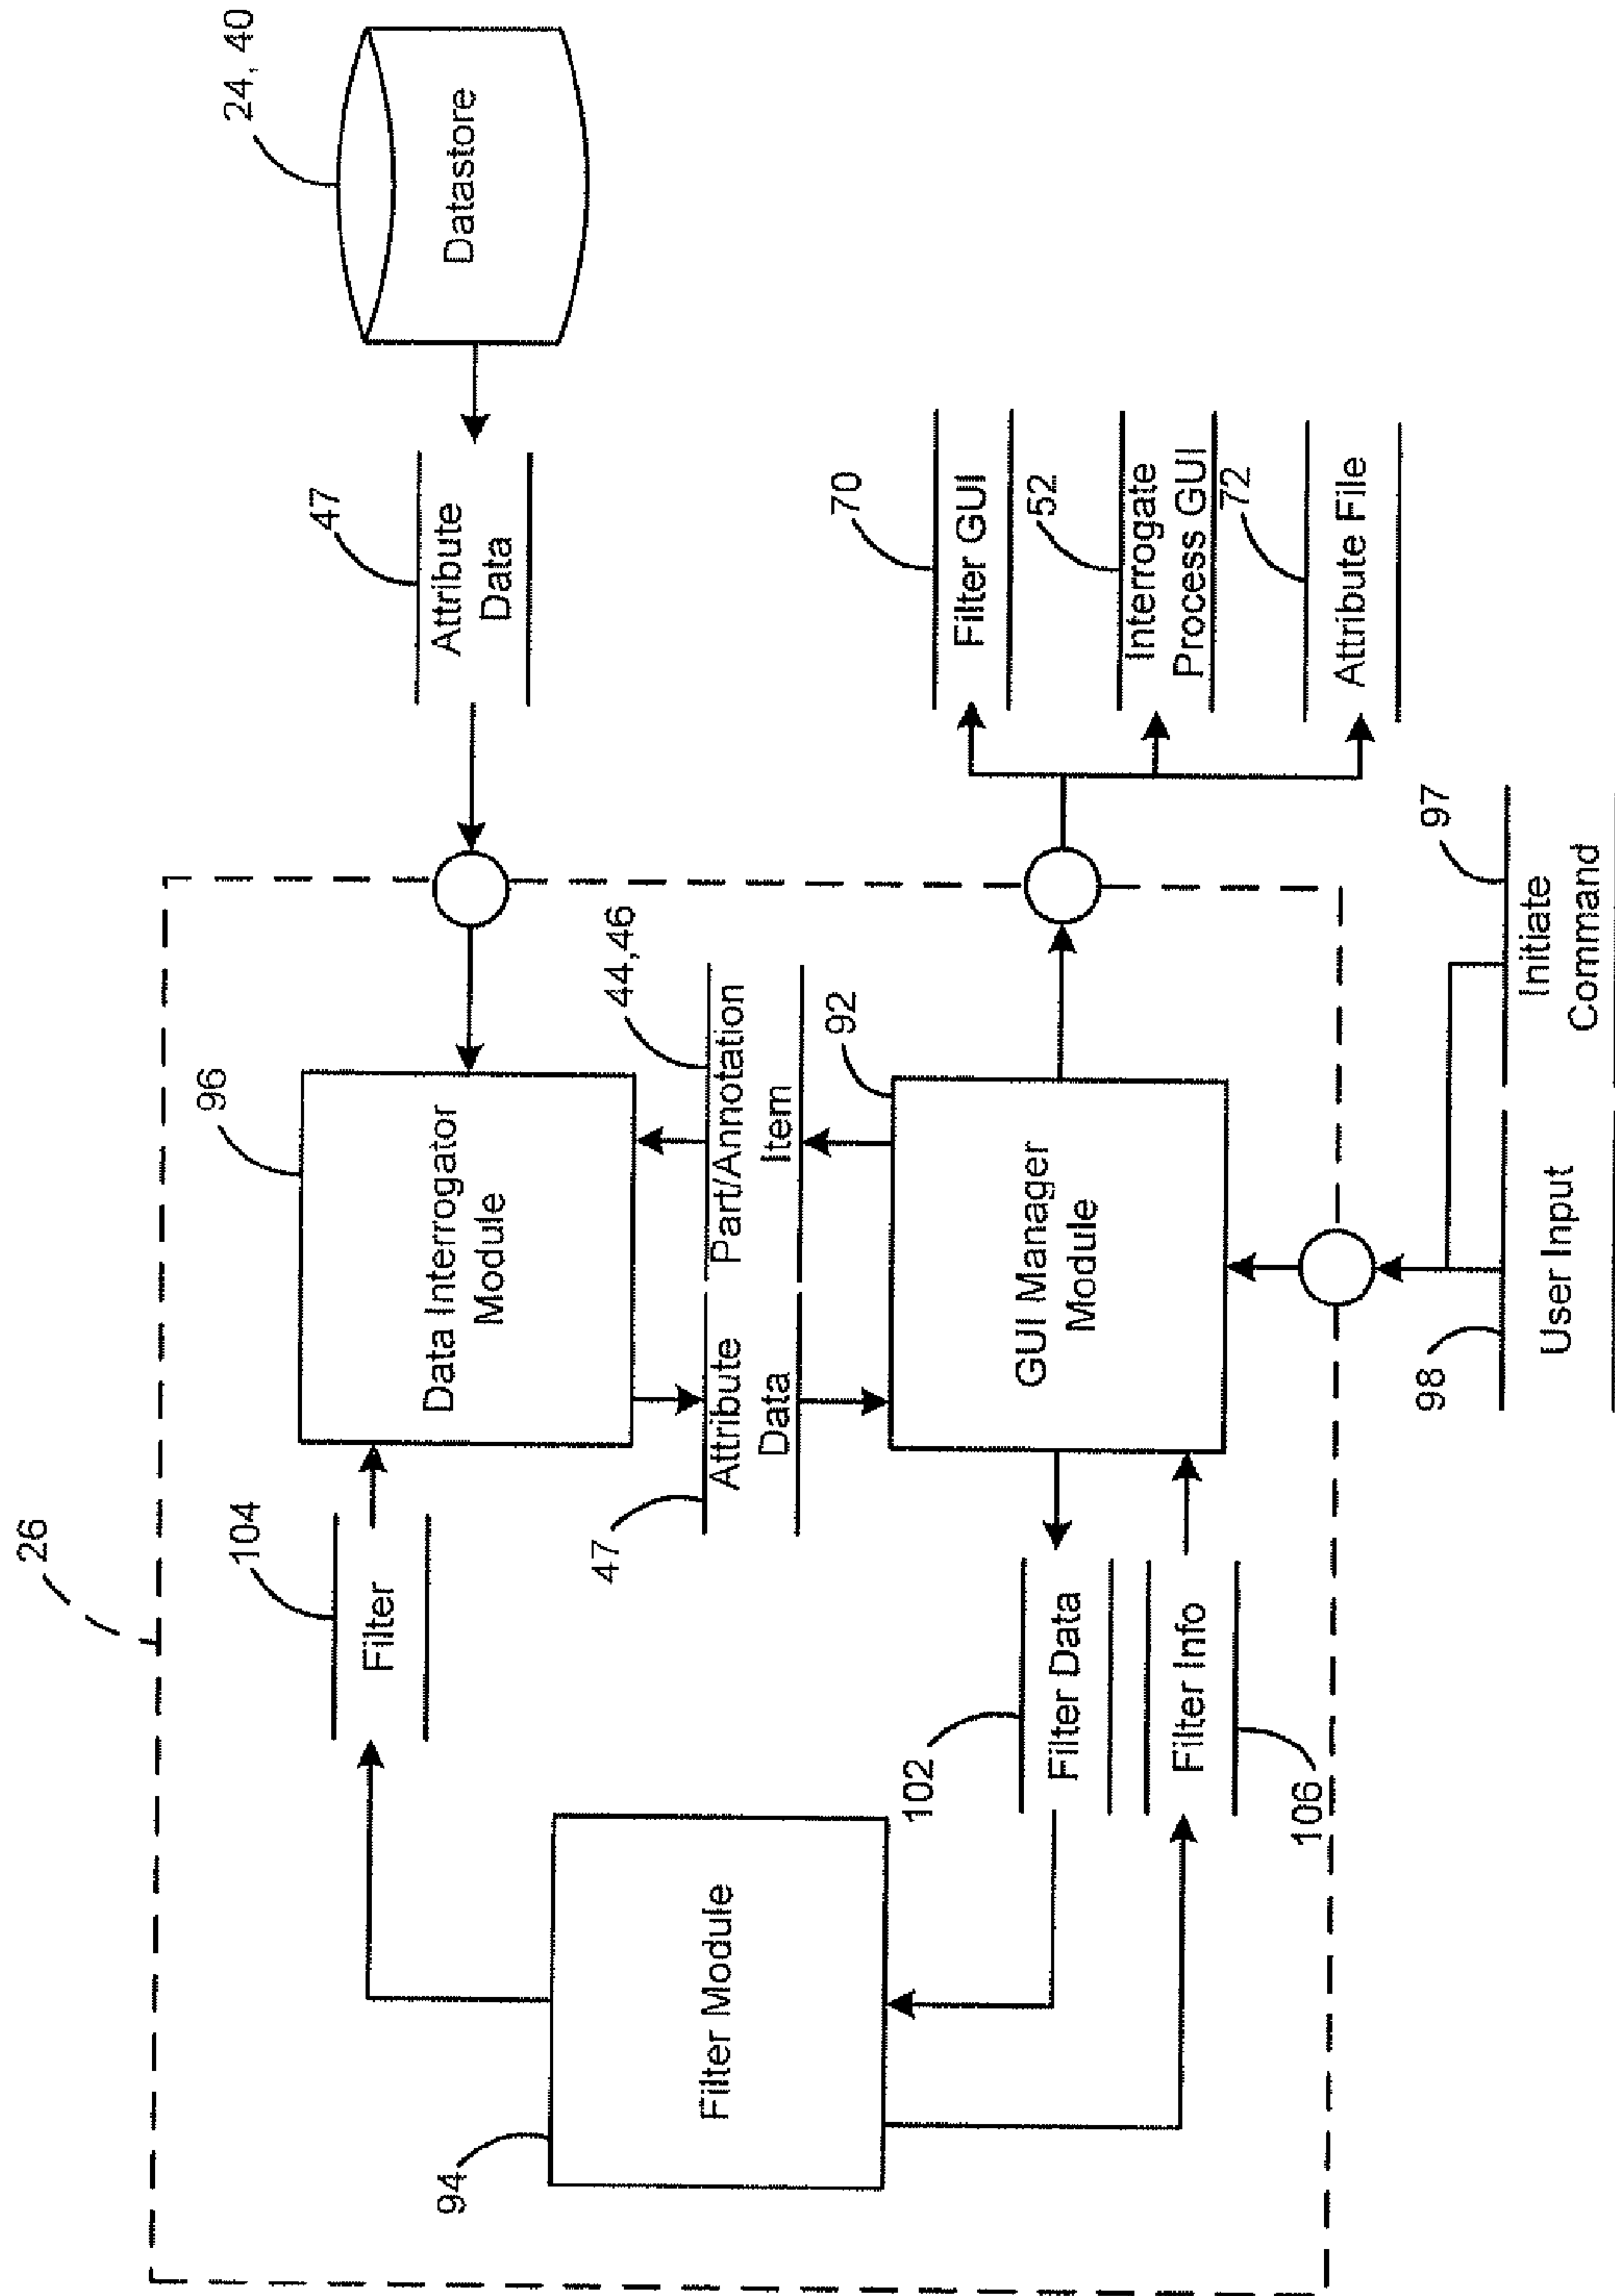 26
94
Filter Module
104
Filter
96
Data Interrogator
Module
47
Attribute
Data
24, 40
Datastore
47
Attribute
Data
44,46
Part/Annotation
Item
102
Filter Data
Filter Info
106
92
GUI Manager
Module
70
Filter GUI
52
Interrogate
Process GUI
72
Attribute File
98
User Input
97
Initiate
Command